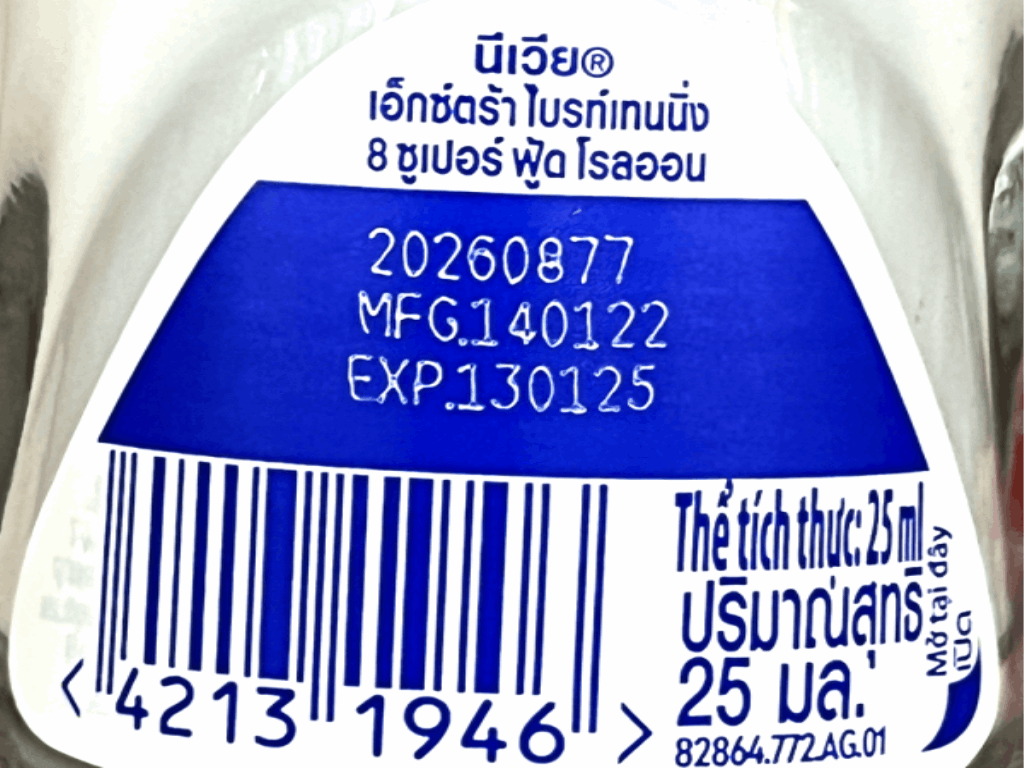 นีเวีย®
เอ็กซ์ตร้า ไบรท์เทนนิ่ง
8 ซูเปอร์ ฟู้ด โรลออน
20260877
MFG.140122
EXP.130125
< 4213 1946 >
Thể tích thực: 25 ml
ปริมาณสุทธิ
25 มล.
82864.772.AG.01
Mở tại đây
เปิด